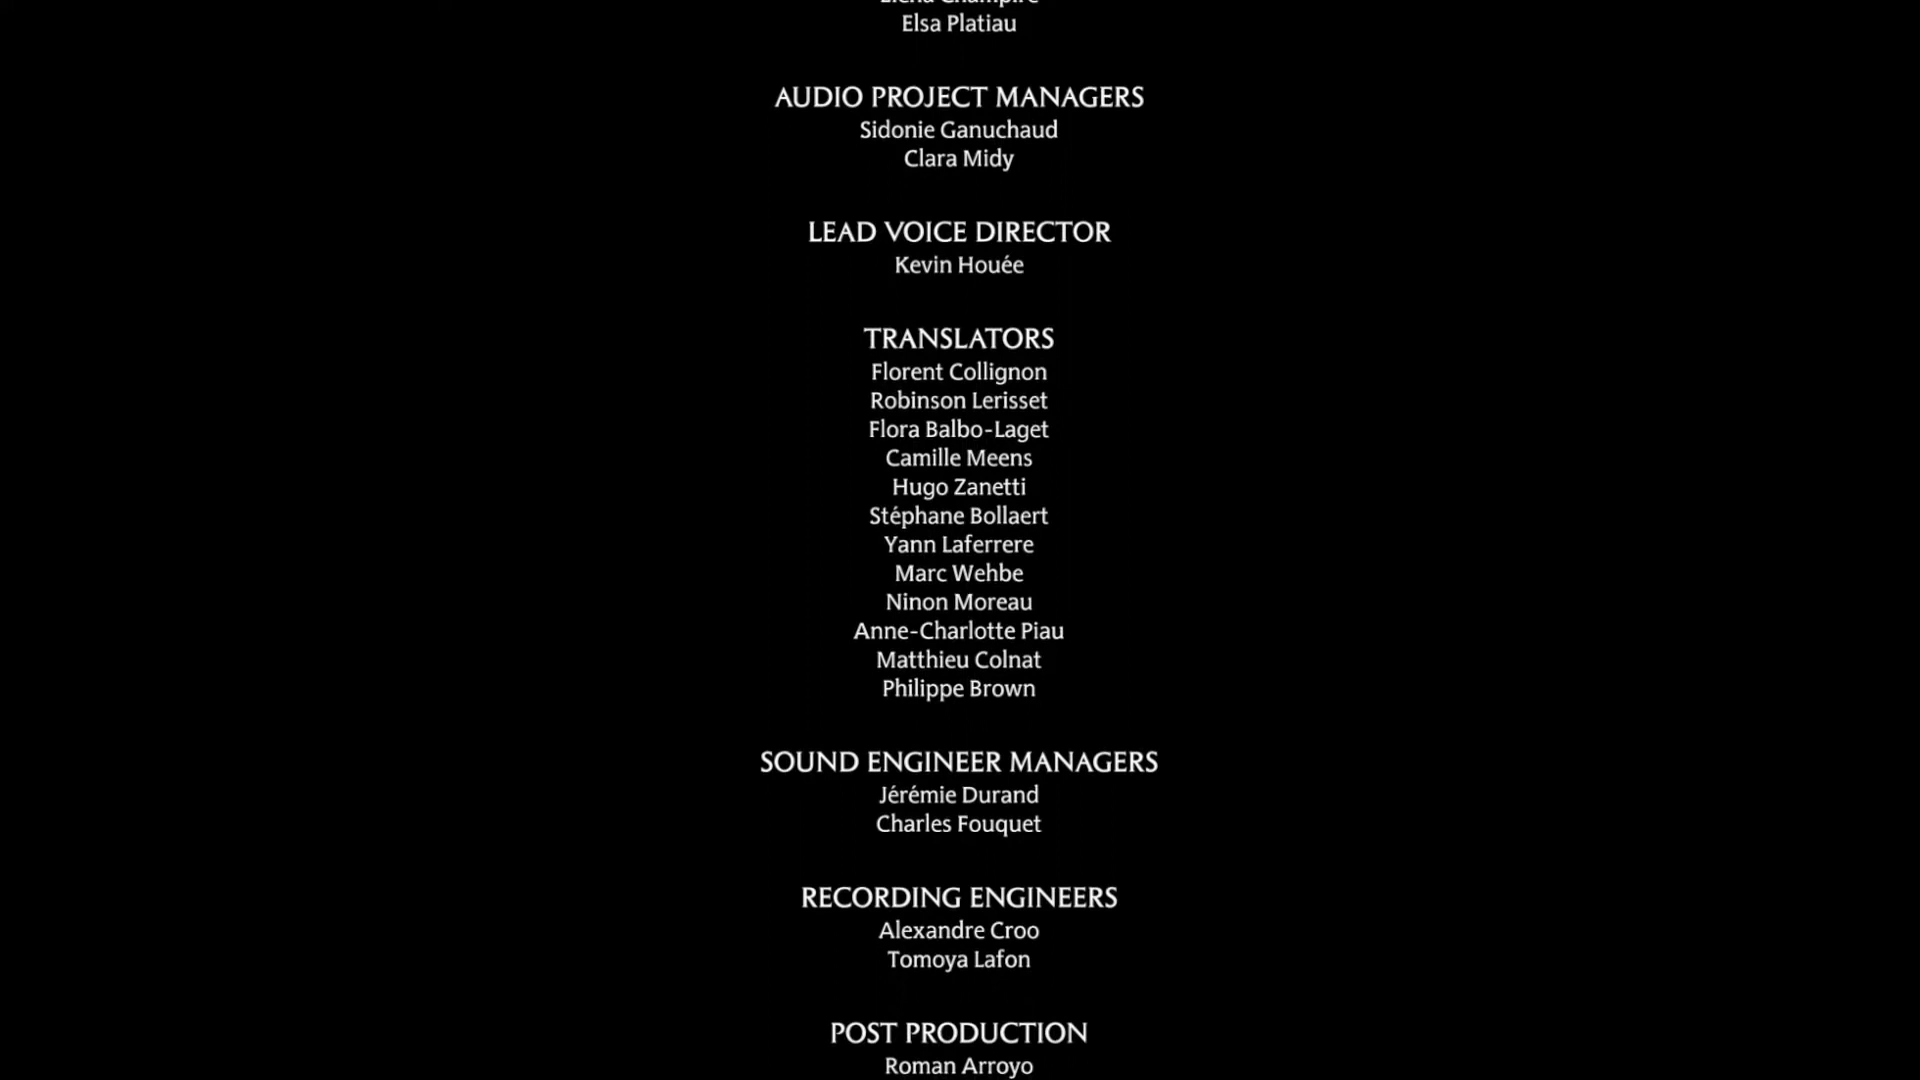 Elsa Platiau
AUDIO PROJECT MANAGERS
Sidonie Ganuchaud
Clara Midy
LEAD VOICE DIRECTOR
Kevin Houée
TRANSLATORS
Florent Collignon
Robinson Lerisset
Flora Balbo-Laget
Camille Meens
Hugo Zanetti
Stéphane Bollaert
Yann Laferrere
Marc Wehbe
Ninon Moreau
Anne-Charlotte Piau
Matthieu Colnat
Philippe Brown
SOUND ENGINEER MANAGERS
Jérémie Durand
Charles Fouquet
RECORDING ENGINEERS
Alexandre Croo
Tomoya Lafon
POST PRODUCTION
Roman Arroyo